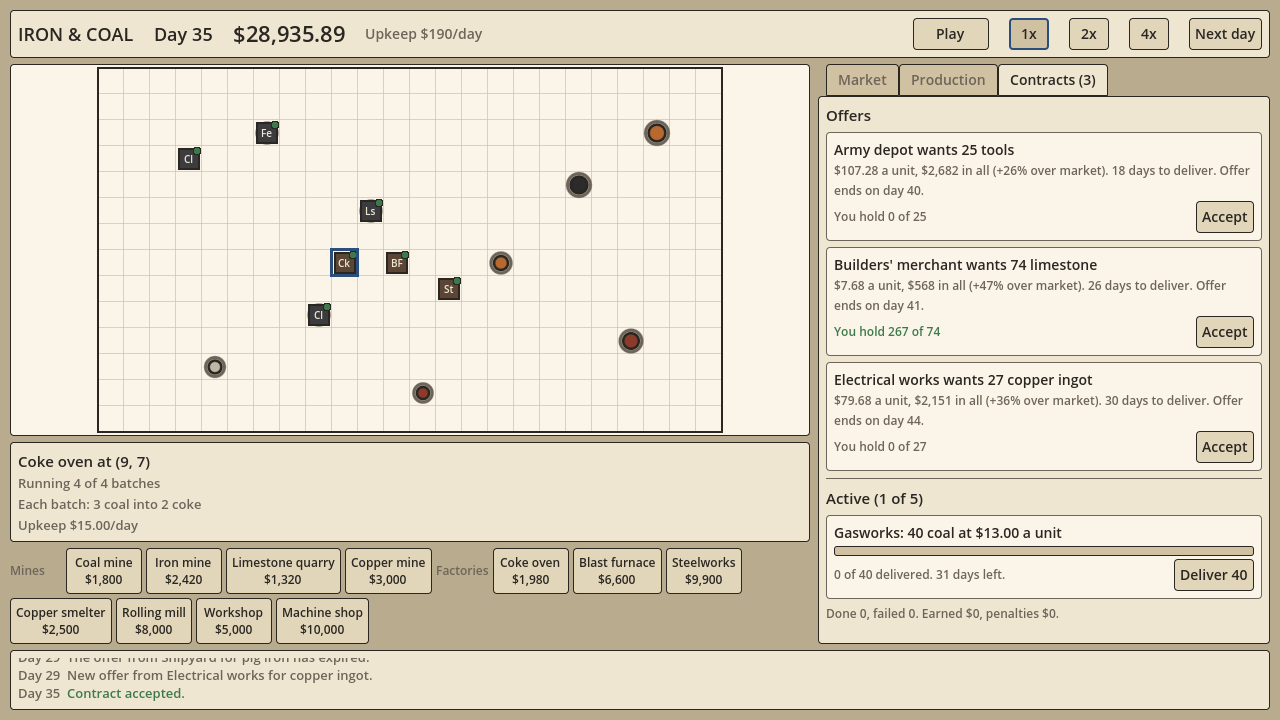 IRON & COAL Day 35 $28,935.89 Upkeep $190/day Play 1x 2x 4x Next day
Fe
Cl
Ls
Ck
BF
St
Cl
Market Production Contracts (3)
Offers
Army depot wants 25 tools
$107.28 a unit, $2,682 in all (+26% over market). 18 days to deliver. Offer
ends on day 40.
You hold 0 of 25 Accept
Builders' merchant wants 74 limestone
$7.68 a unit, $568 in all (+47% over market). 26 days to deliver. Offer
ends on day 41.
You hold 267 of 74 Accept
Electrical works wants 27 copper ingot
$79.68 a unit, $2,151 in all (+36% over market). 30 days to deliver. Offer
ends on day 44.
You hold 0 of 27 Accept
Active (1 of 5)
Gasworks: 40 coal at $13.00 a unit
0 of 40 delivered. 31 days left. Deliver 40
Done 0, failed 0. Earned $0, penalties $0.
Coke oven at (9, 7)
Running 4 of 4 batches
Each batch: 3 coal into 2 coke
Upkeep $15.00/day
Mines Coal mine Iron mine Limestone quarry Copper mine Factories Coke oven Blast furnace Steelworks
$1,800 $2,420 $1,320 $3,000 $1,980 $6,600 $9,900
Copper smelter Rolling mill Workshop Machine shop
$2,500 $8,000 $5,000 $10,000
Day 29 The offer from Shipyard for pig iron has expired.
Day 29 New offer from Electrical works for copper ingot.
Day 35 Contract accepted.